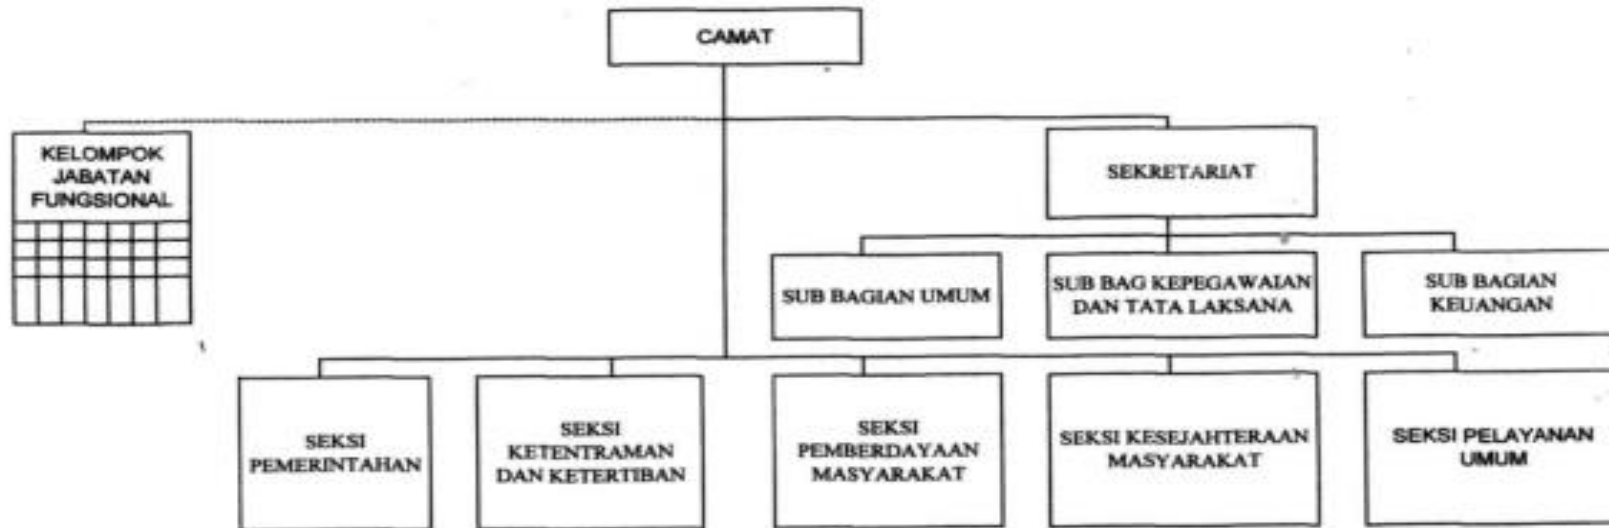 CAMAT
KELOMPOK
JABATAN
FUNGSIONAL
SEKRETARIAT
SUB BAGIAN UMUM
SUB BAG KEPEGAWAIAN
DAN TATA LAKSANA
SUB BAGIAN
KEUANGAN
SEKSI
PEMERINTAHAN
SEKSI
KETENTRAMAN
DAN KETERTIBAN
SEKSI
PEMBERDAYAAN
MASYARAKAT
SEKSI KESEJAHTERAAN
MASYARAKAT
SEKSI PELAYANAN
UMUM